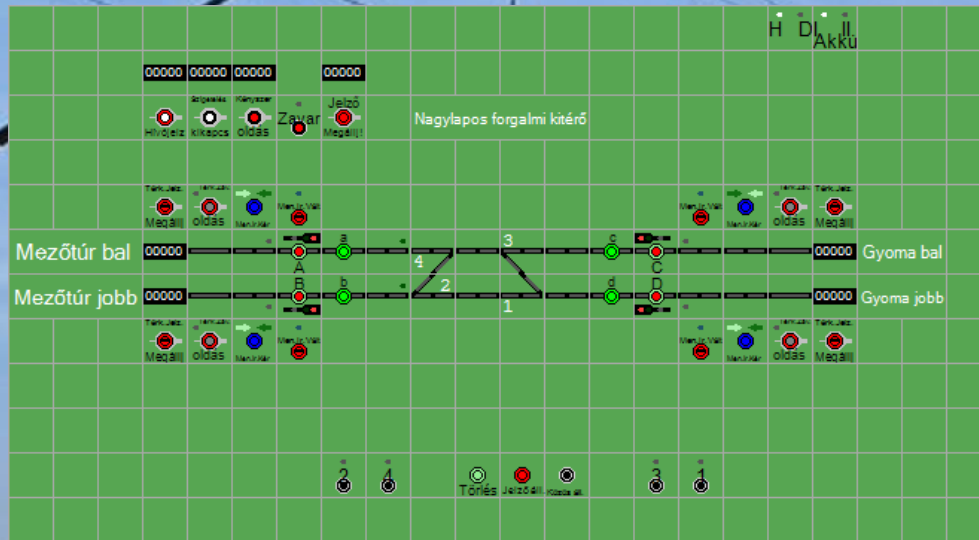 H DI. II.
Akku
00000 00000 00000 00000
Kényszer Jelző
Hívójelz kikapcs oldás Zavar Megállj!
Nagylapos forgalmi kitérő
Megállj oldás
oldás Megállj
a 3 c
Mezőtúr bal 00000 00000 Gyoma bal
A 4 C
B b 2 d D
Mezőtúr jobb 00000 00000 Gyoma jobb
1
Megállj oldás
oldás Megállj
2 4 3 1
Törlés Jelzőáll.